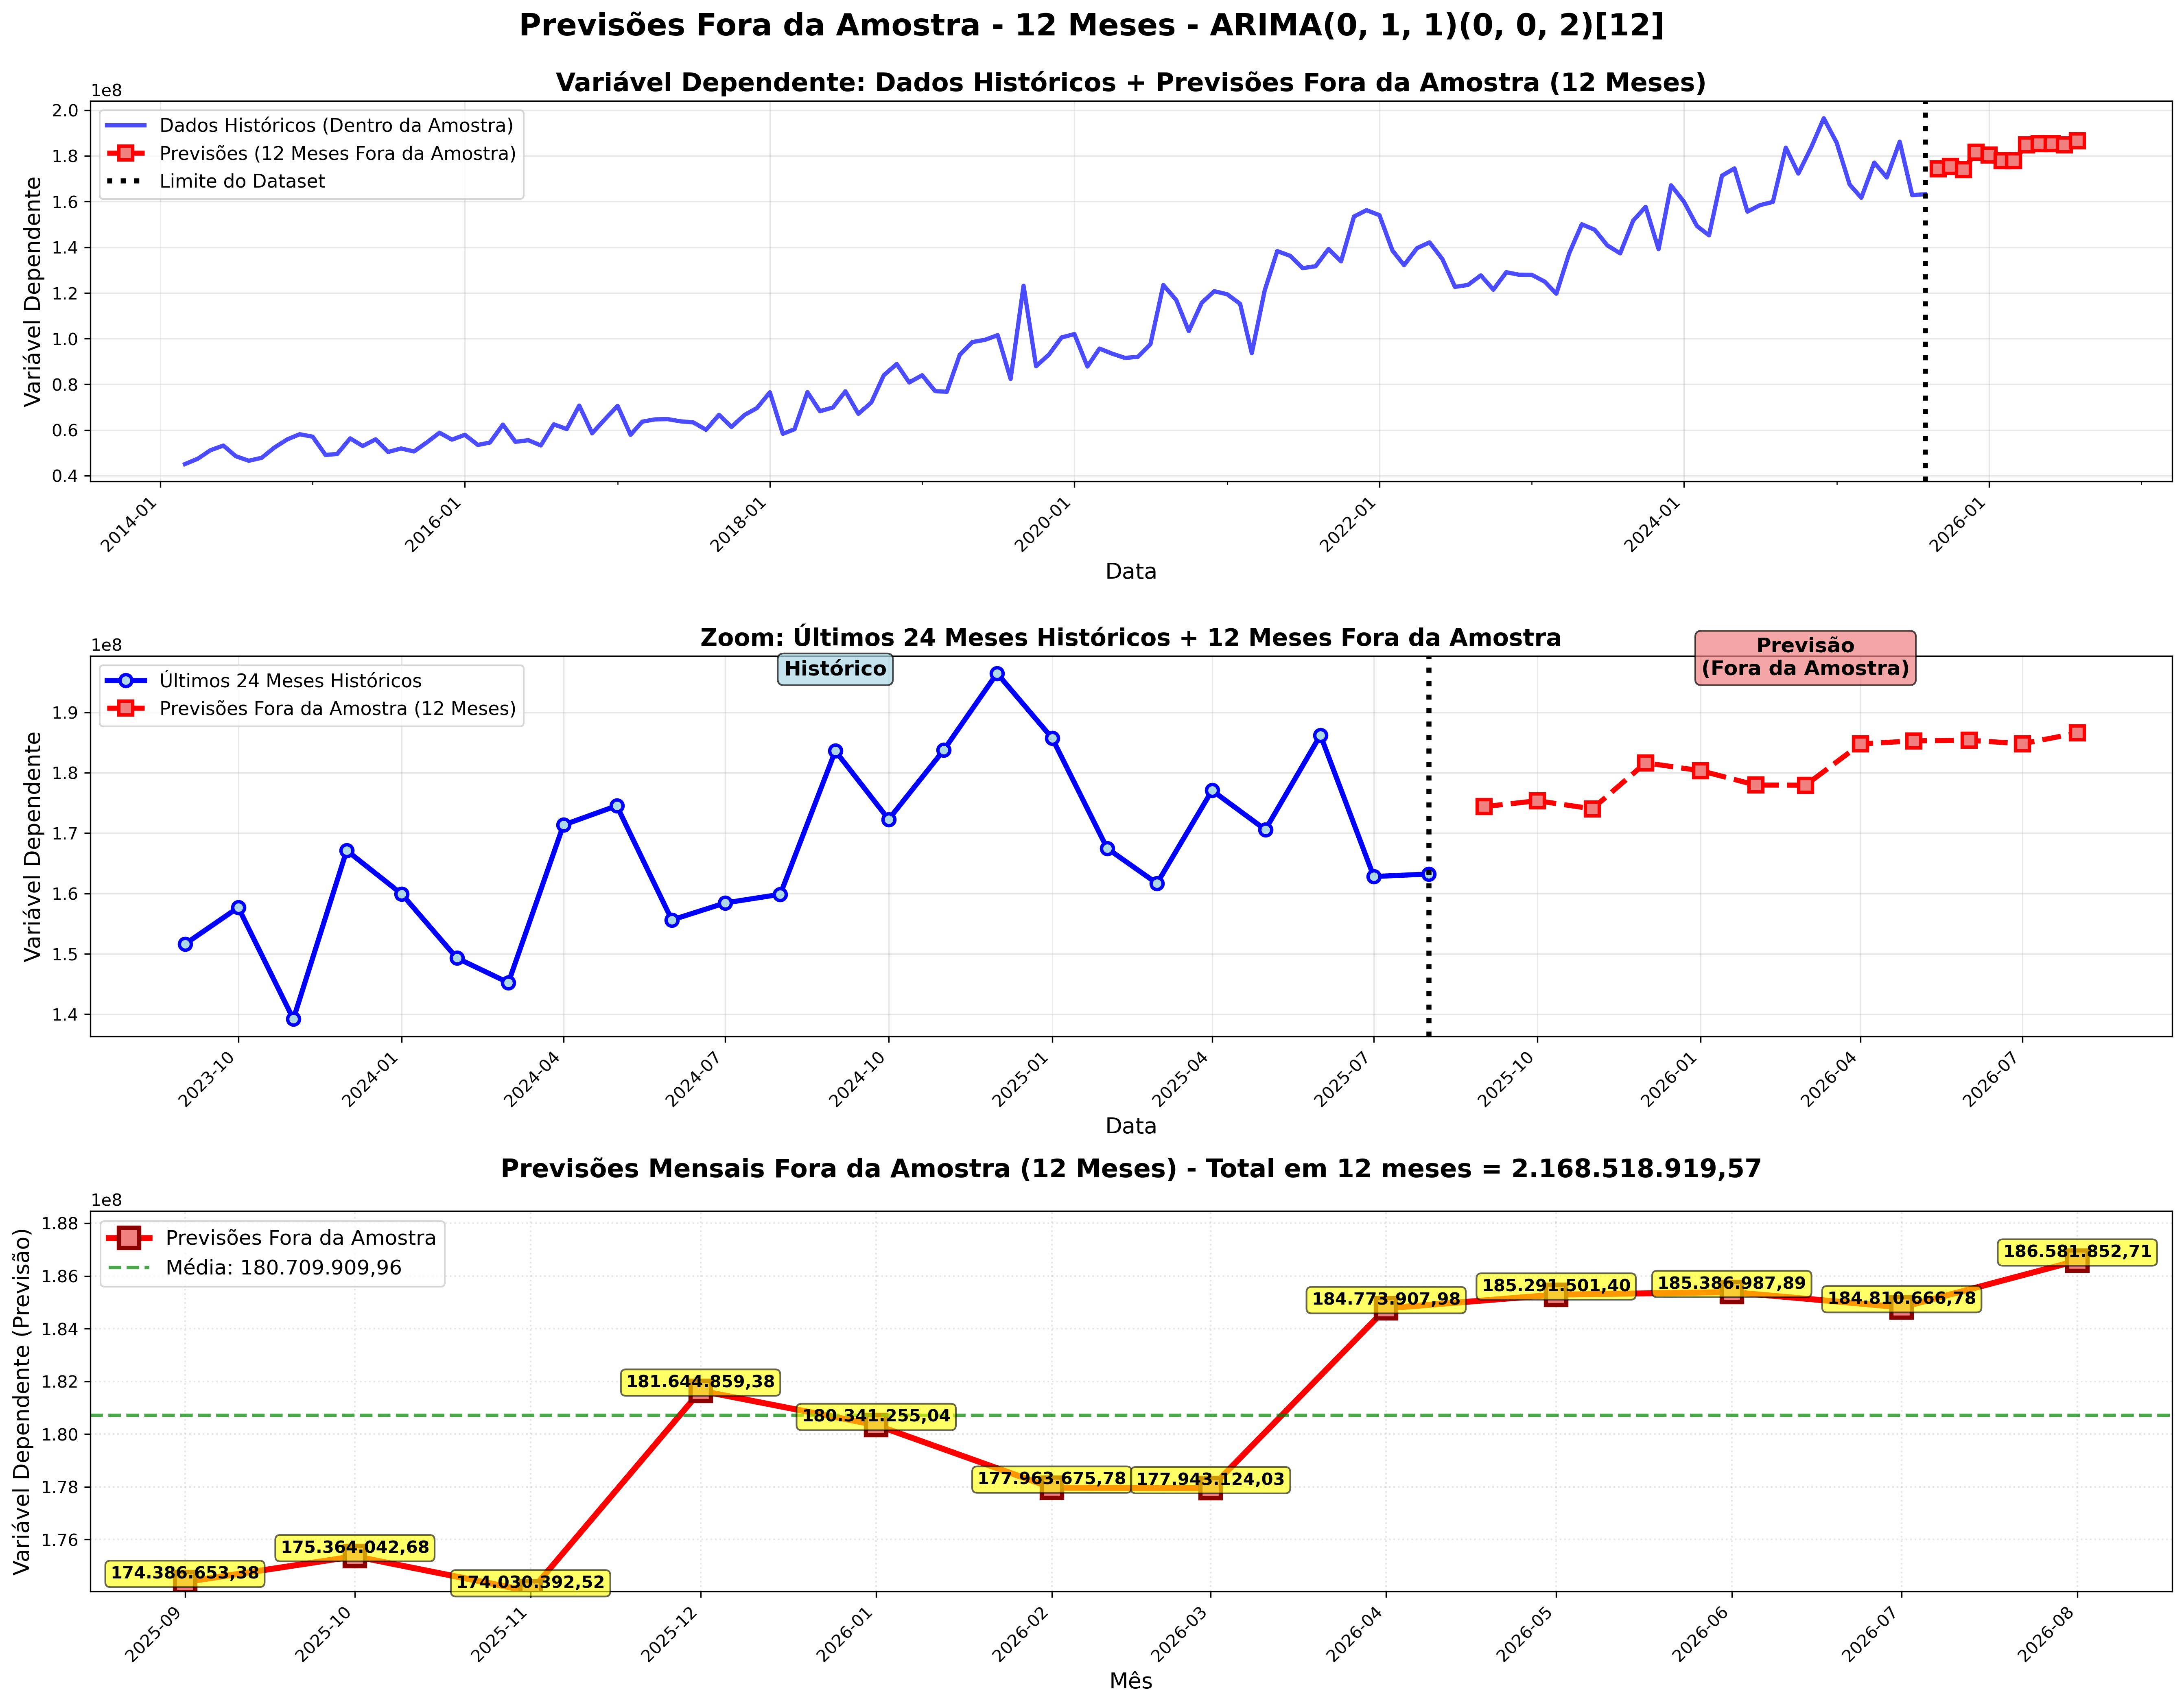 Previsões Fora da Amostra - 12 Meses - ARIMA(0, 1, 1)(0, 0, 2)[12]
Variável Dependente: Dados Históricos + Previsões Fora da Amostra (12 Meses)
1e8
Dados Históricos (Dentro da Amostra)
Previsões (12 Meses Fora da Amostra)
Limite do Dataset
Variável Dependente
2.0
1.8
1.6
1.4
1.2
1.0
0.8
0.6
0.4
2014-01
2016-01
2018-01
2020-01
2022-01
2024-01
2026-01
Data
Zoom: Últimos 24 Meses Históricos + 12 Meses Fora da Amostra
1e8
Últimos 24 Meses Históricos
Previsões Fora da Amostra (12 Meses)
Histórico
Previsão
(Fora da Amostra)
Variável Dependente
1.9
1.8
1.7
1.6
1.5
1.4
2023-10
2024-01
2024-04
2024-07
2024-10
2025-01
2025-04
2025-07
2025-10
2026-01
2026-04
2026-07
Data
Previsões Mensais Fora da Amostra (12 Meses) - Total em 12 meses = 2.168.518.919,57
1e8
Previsões Fora da Amostra
Média: 180.709.909,96
Variável Dependente (Previsão)
1.88
1.86
1.84
1.82
1.80
1.78
1.76
174.386.653,38
175.364.042,68
174.030.392,52
181.644.859,38
180.341.255,04
177.963.675,78
177.943.124,03
184.773.907,98
185.291.501,40
185.386.987,89
184.810.666,78
186.581.852,71
2025-09
2025-10
2025-11
2025-12
2026-01
2026-02
2026-03
2026-04
2026-05
2026-06
2026-07
2026-08
Mês